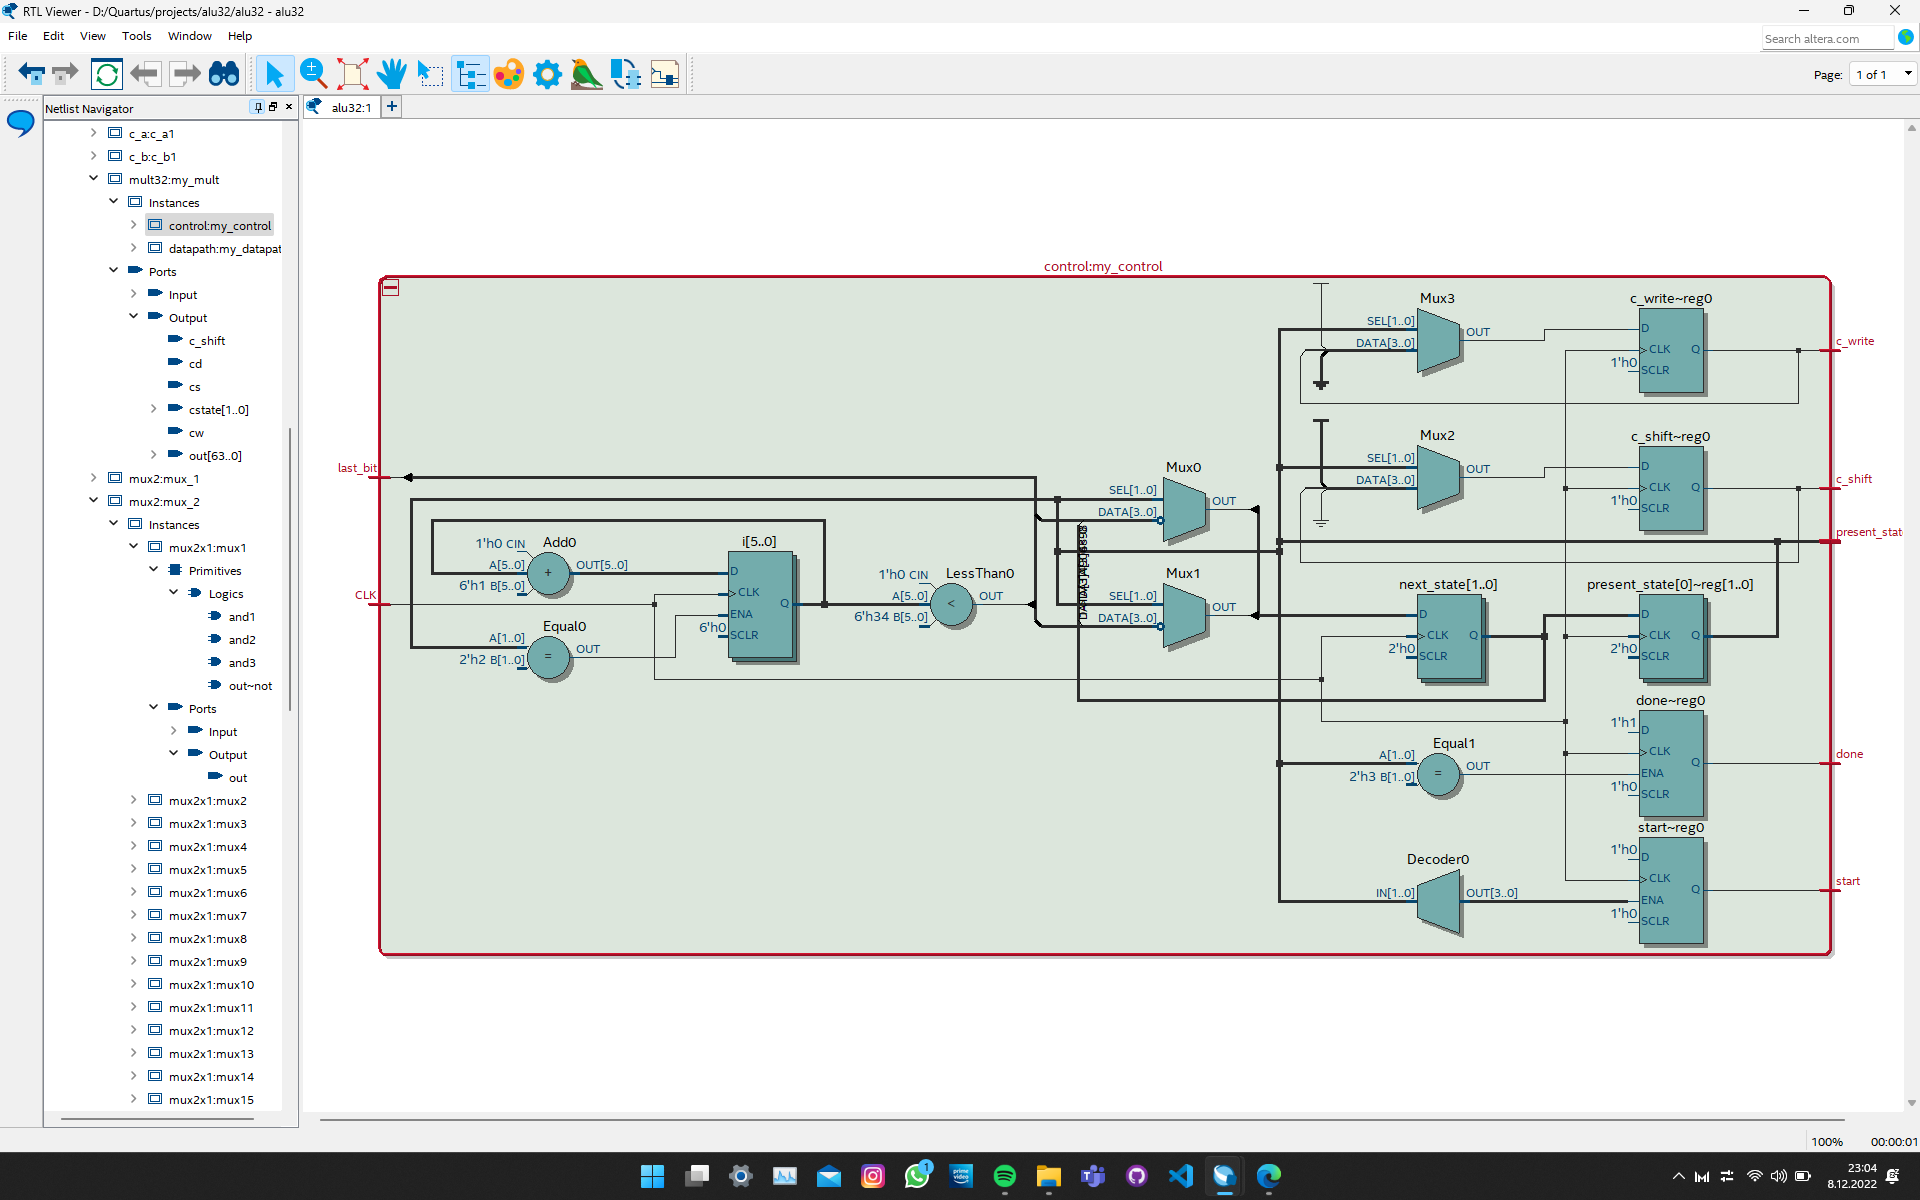 RTL Viewer - D:/Quartus/projects/alu32/alu32 - alu32
File Edit View Tools Window Help
Search altera.com
Page: 1 of 1
Netlist Navigator
alu32:1
c_a:c_a1
c_b:c_b1
mult32:my_mult
Instances
control:my_control
datapath:my_datapat
Ports
Input
Output
c_shift
cd
cs
cstate[1..0]
cw
out[63..0]
mux2:mux_1
mux2:mux_2
Instances
mux2x1:mux1
Primitives
Logics
and1
and2
and3
out~not
Ports
Input
Output
out
mux2x1:mux2
mux2x1:mux3
mux2x1:mux4
mux2x1:mux5
mux2x1:mux6
mux2x1:mux7
mux2x1:mux8
mux2x1:mux9
mux2x1:mux10
mux2x1:mux11
mux2x1:mux12
mux2x1:mux13
mux2x1:mux14
mux2x1:mux15
control:my_control
last_bit
CLK
Add0
1'h0 CIN
A[5..0]
6'h1 B[5..0]
+
OUT[5..0]
Equal0
A[1..0]
2'h2 B[1..0]
=
OUT
i[5..0]
D
CLK
ENA
6'h0 SCLR
Q
LessThan0
1'h0 CIN
A[5..0]
6'h34 B[5..0]
<
OUT
Mux0
SEL[1..0]
DATA[3..0]
OUT
Mux1
SEL[1..0]
DATA[3..0]
OUT
Mux3
SEL[1..0]
DATA[3..0]
OUT
c_write~reg0
D
CLK
1'h0 SCLR
Q
c_write
Mux2
SEL[1..0]
DATA[3..0]
OUT
c_shift~reg0
D
CLK
1'h0 SCLR
Q
c_shift
present_stat
next_state[1..0]
D
CLK
2'h0 SCLR
Q
present_state[0]~reg[1..0]
D
CLK
2'h0 SCLR
Q
Equal1
A[1..0]
2'h3 B[1..0]
=
OUT
done~reg0
1'h1 D
CLK
ENA
1'h0 SCLR
Q
done
Decoder0
IN[1..0]
OUT[3..0]
start~reg0
1'h0 D
CLK
ENA
1'h0 SCLR
Q
start
100% 00:00:01
1
prime video
23:04
8.12.2022